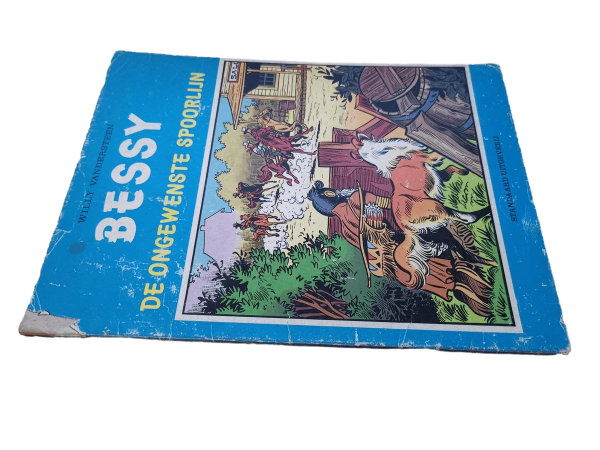 WILLY VANDERSTEEN
BESSY
DE ONGEWENSTE SPOORLIJN
STANDAARD UITGEVERIJ